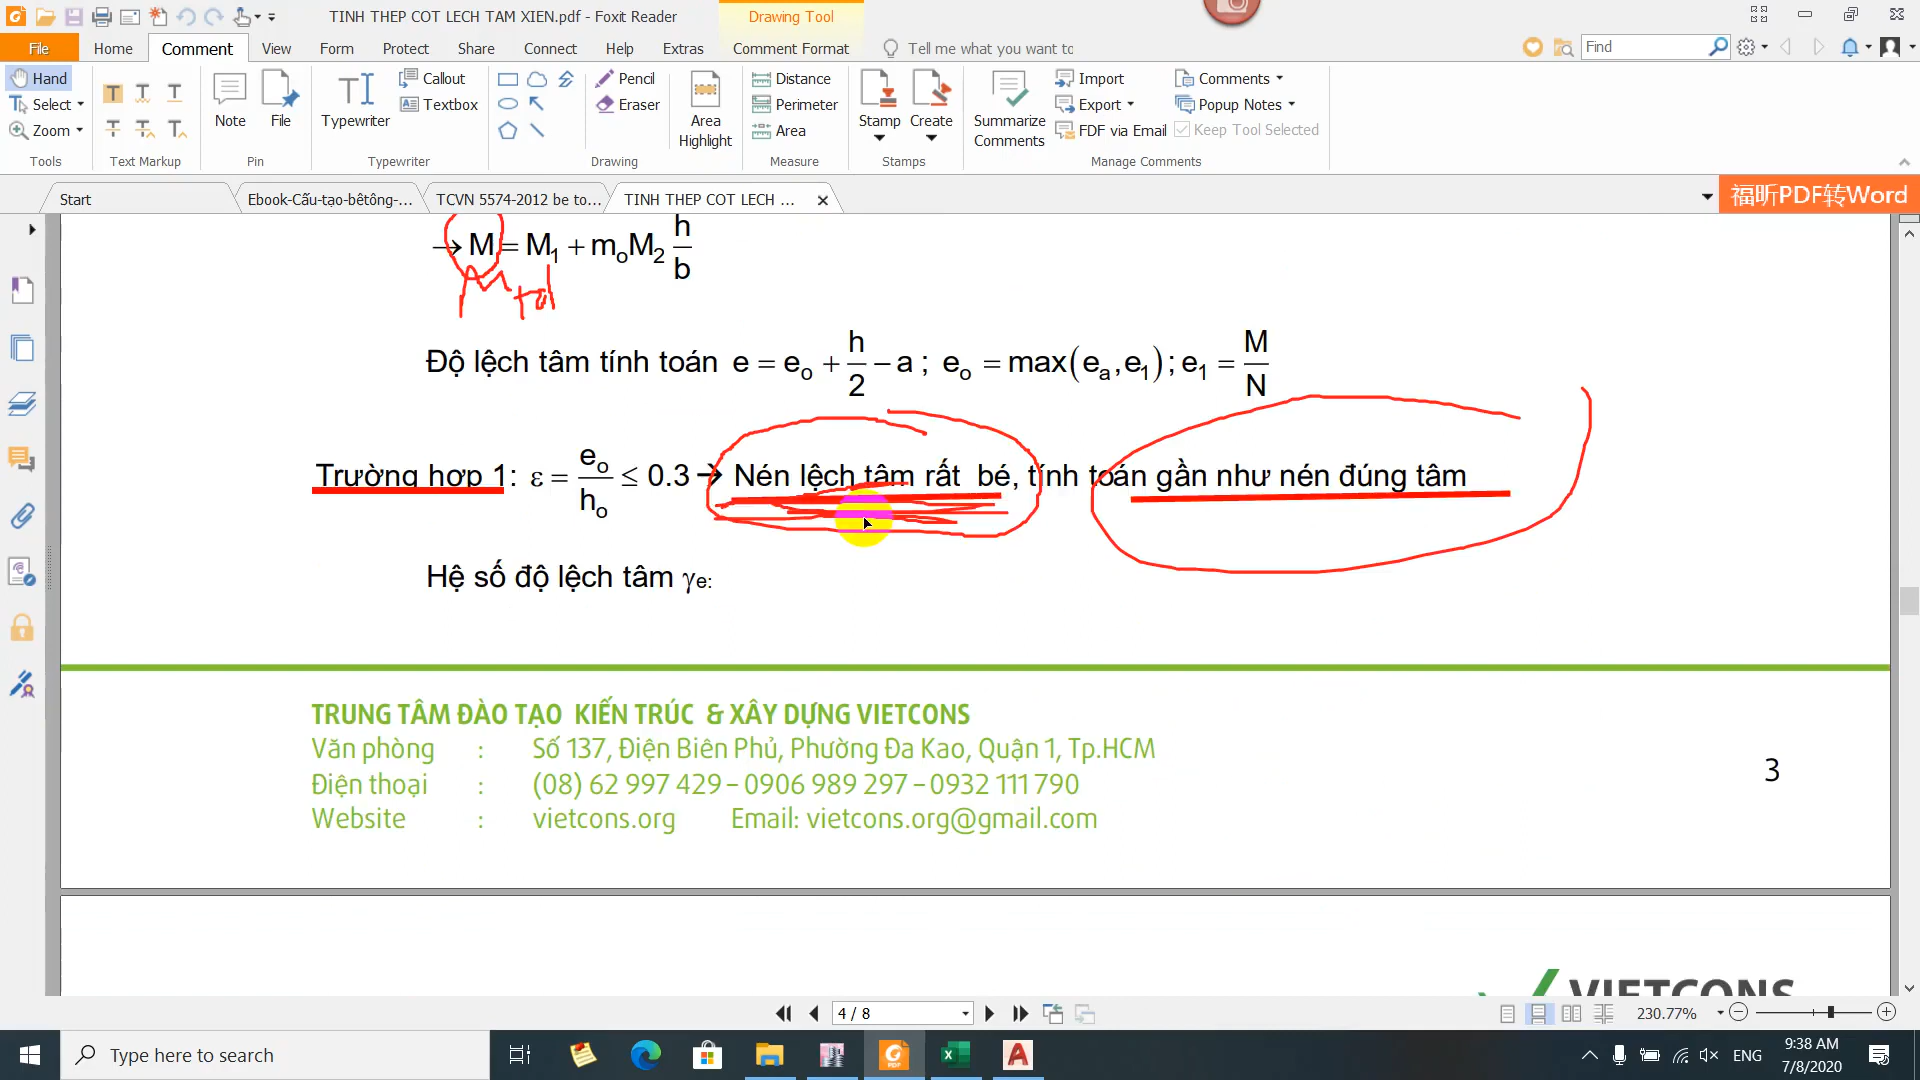 TINH THEP COT LECH TAM XIEN.pdf - Foxit Reader
Drawing Tool
File Home Comment View Form Protect Share Connect Help Extras Comment Format Tell me what you want to Find
Hand
Select
Zoom
Tools
T T T
T T T
Text Markup
Note File
Pin
Typewriter
Callout
Textbox
Typewriter
Pencil
Eraser
Drawing
Area
Highlight
Distance
Perimeter
Area
Measure
Stamp Create
Stamps
Summarize
Comments
Import
Export
FDF via Email
Comments
Popup Notes
Keep Tool Selected
Manage Comments
Start Ebook-Cấu-tạo-bêtông-... TCVN 5574-2012 be to... TINH THEP COT LECH ... 福昕PDF转Word
→ M = M₁ + mₒM₂ h/b
Độ lệch tâm tính toán e = eₒ + h/2 − a ; eₒ = max(eₐ,e₁); e₁ = M/N
Trường hợp 1: ε = eₒ/hₒ ≤ 0.3 → Nén lệch tâm rất bé, tính toán gần như nén đúng tâm
Hệ số độ lệch tâm γe:
TRUNG TÂM ĐÀO TẠO KIẾN TRÚC & XÂY DỰNG VIETCONS
Văn phòng : Số 137, Điện Biên Phủ, Phường Đa Kao, Quận 1, Tp.HCM
Điện thoại : (08) 62 997 429 – 0906 989 297 – 0932 111 790
Website : vietcons.org Email: vietcons.org@gmail.com
3
VIETCONS
4 / 8
230.77%
Type here to search
ENG
9:38 AM
7/8/2020